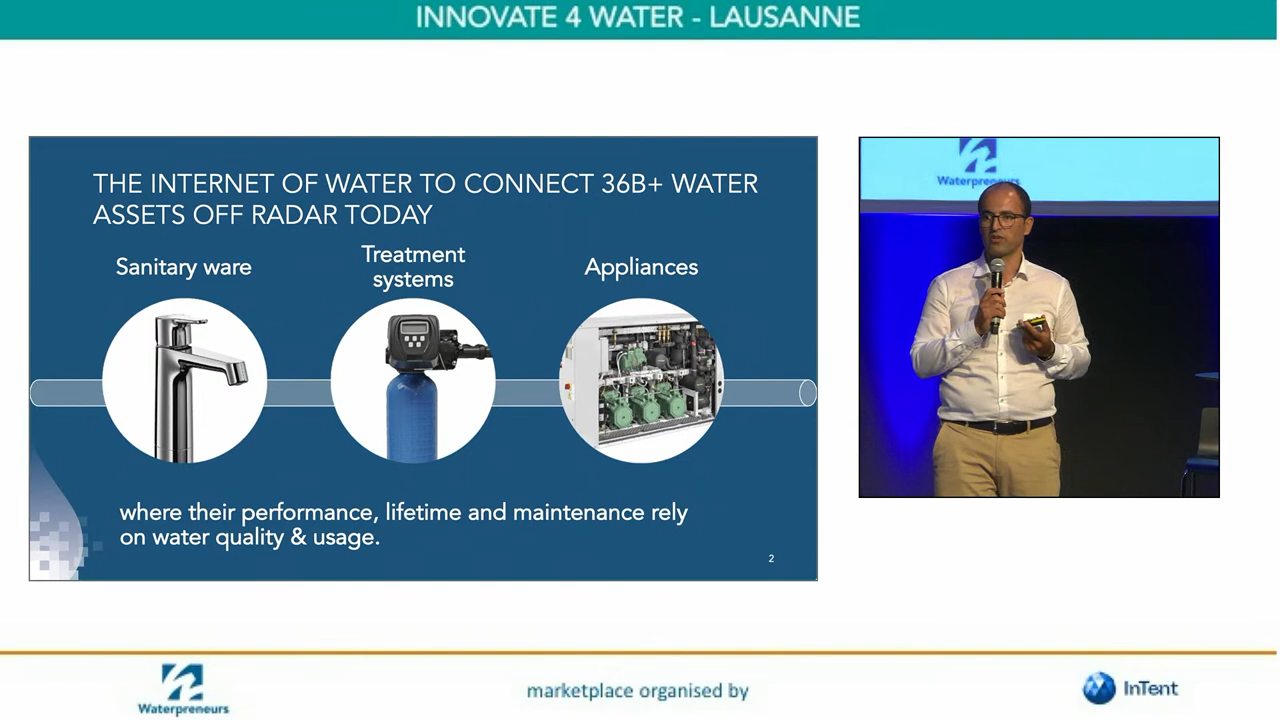 INNOVATE 4 WATER - LAUSANNE
THE INTERNET OF WATER TO CONNECT 36B+ WATER
ASSETS OFF RADAR TODAY
Sanitary ware
Treatment
systems
Appliances
where their performance, lifetime and maintenance rely
on water quality & usage.
2
Waterpreneurs
Waterpreneurs
marketplace organised by
InTent